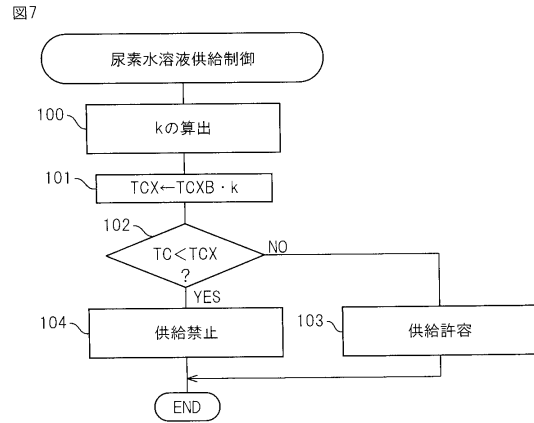 図7
尿素水溶液供給制御
100
kの算出
101
TCX←TCXB・k
102
TC＜TCX
?
NO
YES
104
供給禁止
103
供給許容
END